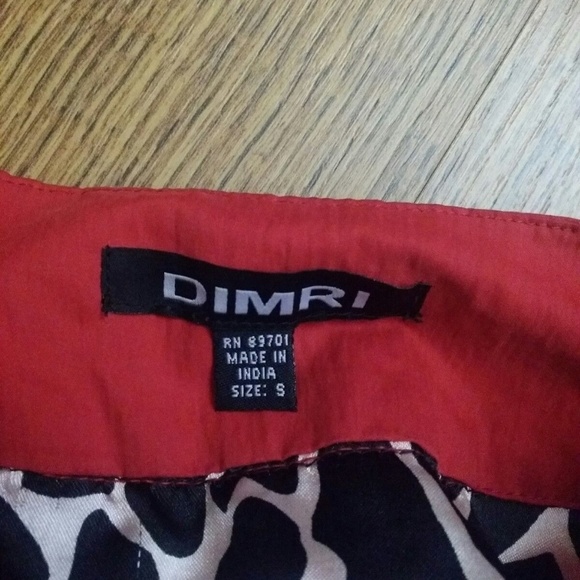 DIMRI
RN 89701
MADE IN
INDIA
SIZE: S